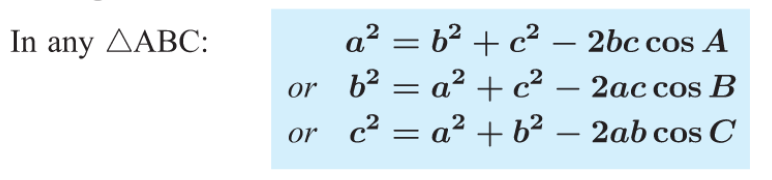 In any △ABC: a² = b² + c² − 2bc cos A
or b² = a² + c² − 2ac cos B
or c² = a² + b² − 2ab cos C